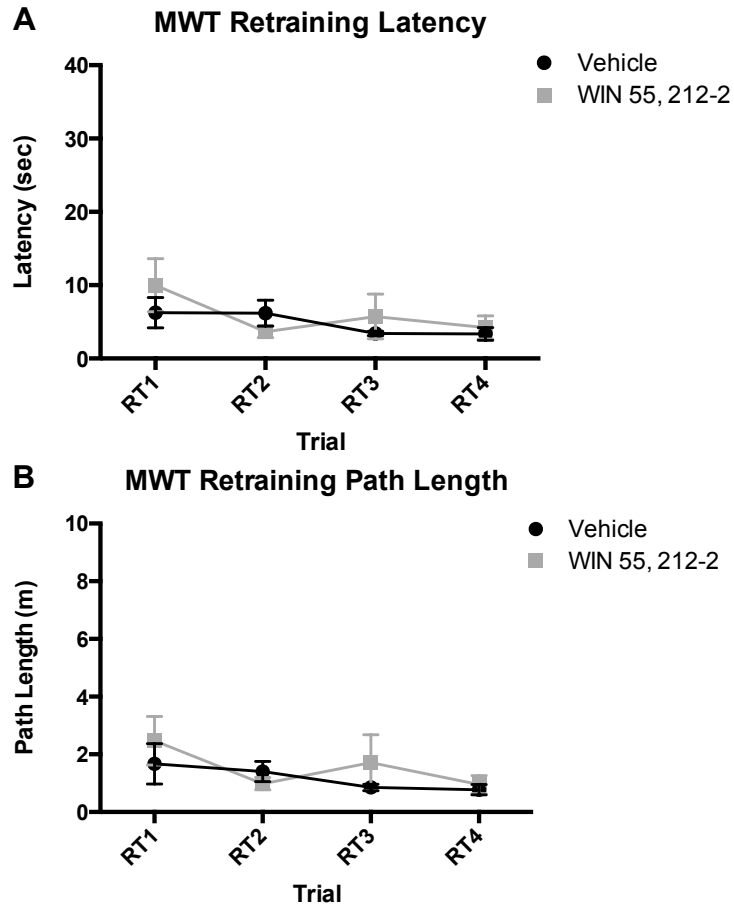 A
MWT Retraining Latency
Vehicle
WIN 55, 212-2
40
30
20
10
0
Latency (sec)
RT1 RT2 RT3 RT4
Trial
B
MWT Retraining Path Length
Vehicle
WIN 55, 212-2
10
8
6
4
2
0
Path Length (m)
RT1 RT2 RT3 RT4
Trial